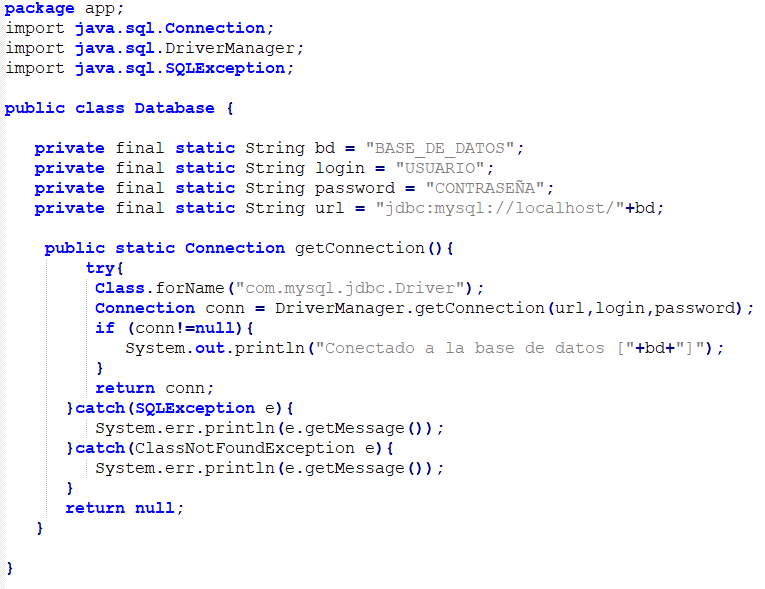 package app;
import java.sql.Connection;
import java.sql.DriverManager;
import java.sql.SQLException;
public class Database {
private final static String bd = "BASE_DE_DATOS";
private final static String login = "USUARIO";
private final static String password = "CONTRASEÑA";
private final static String url = "jdbc:mysql://localhost/"+bd;
public static Connection getConnection(){
try{
Class.forName("com.mysql.jdbc.Driver");
Connection conn = DriverManager.getConnection(url,login,password);
if (conn!=null){
System.out.println("Conectado a la base de datos ["+bd+"]");
}
return conn;
}catch(SQLException e){
System.err.println(e.getMessage());
}catch(ClassNotFoundException e){
System.err.println(e.getMessage());
}
return null;
}
}